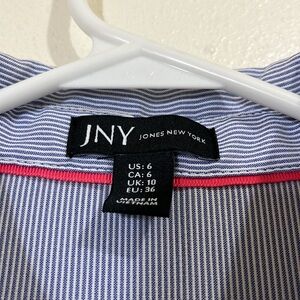 JNY JONES NEW YORK
US: 6
CA: 6
UK: 10
EU: 36
MADE IN
VIETNAM